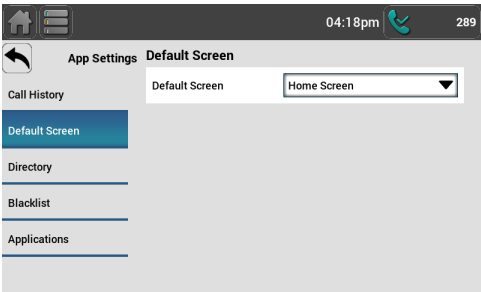 04:18pm 289
App Settings
Call History
Default Screen
Directory
Blacklist
Applications
Default Screen
Default Screen Home Screen